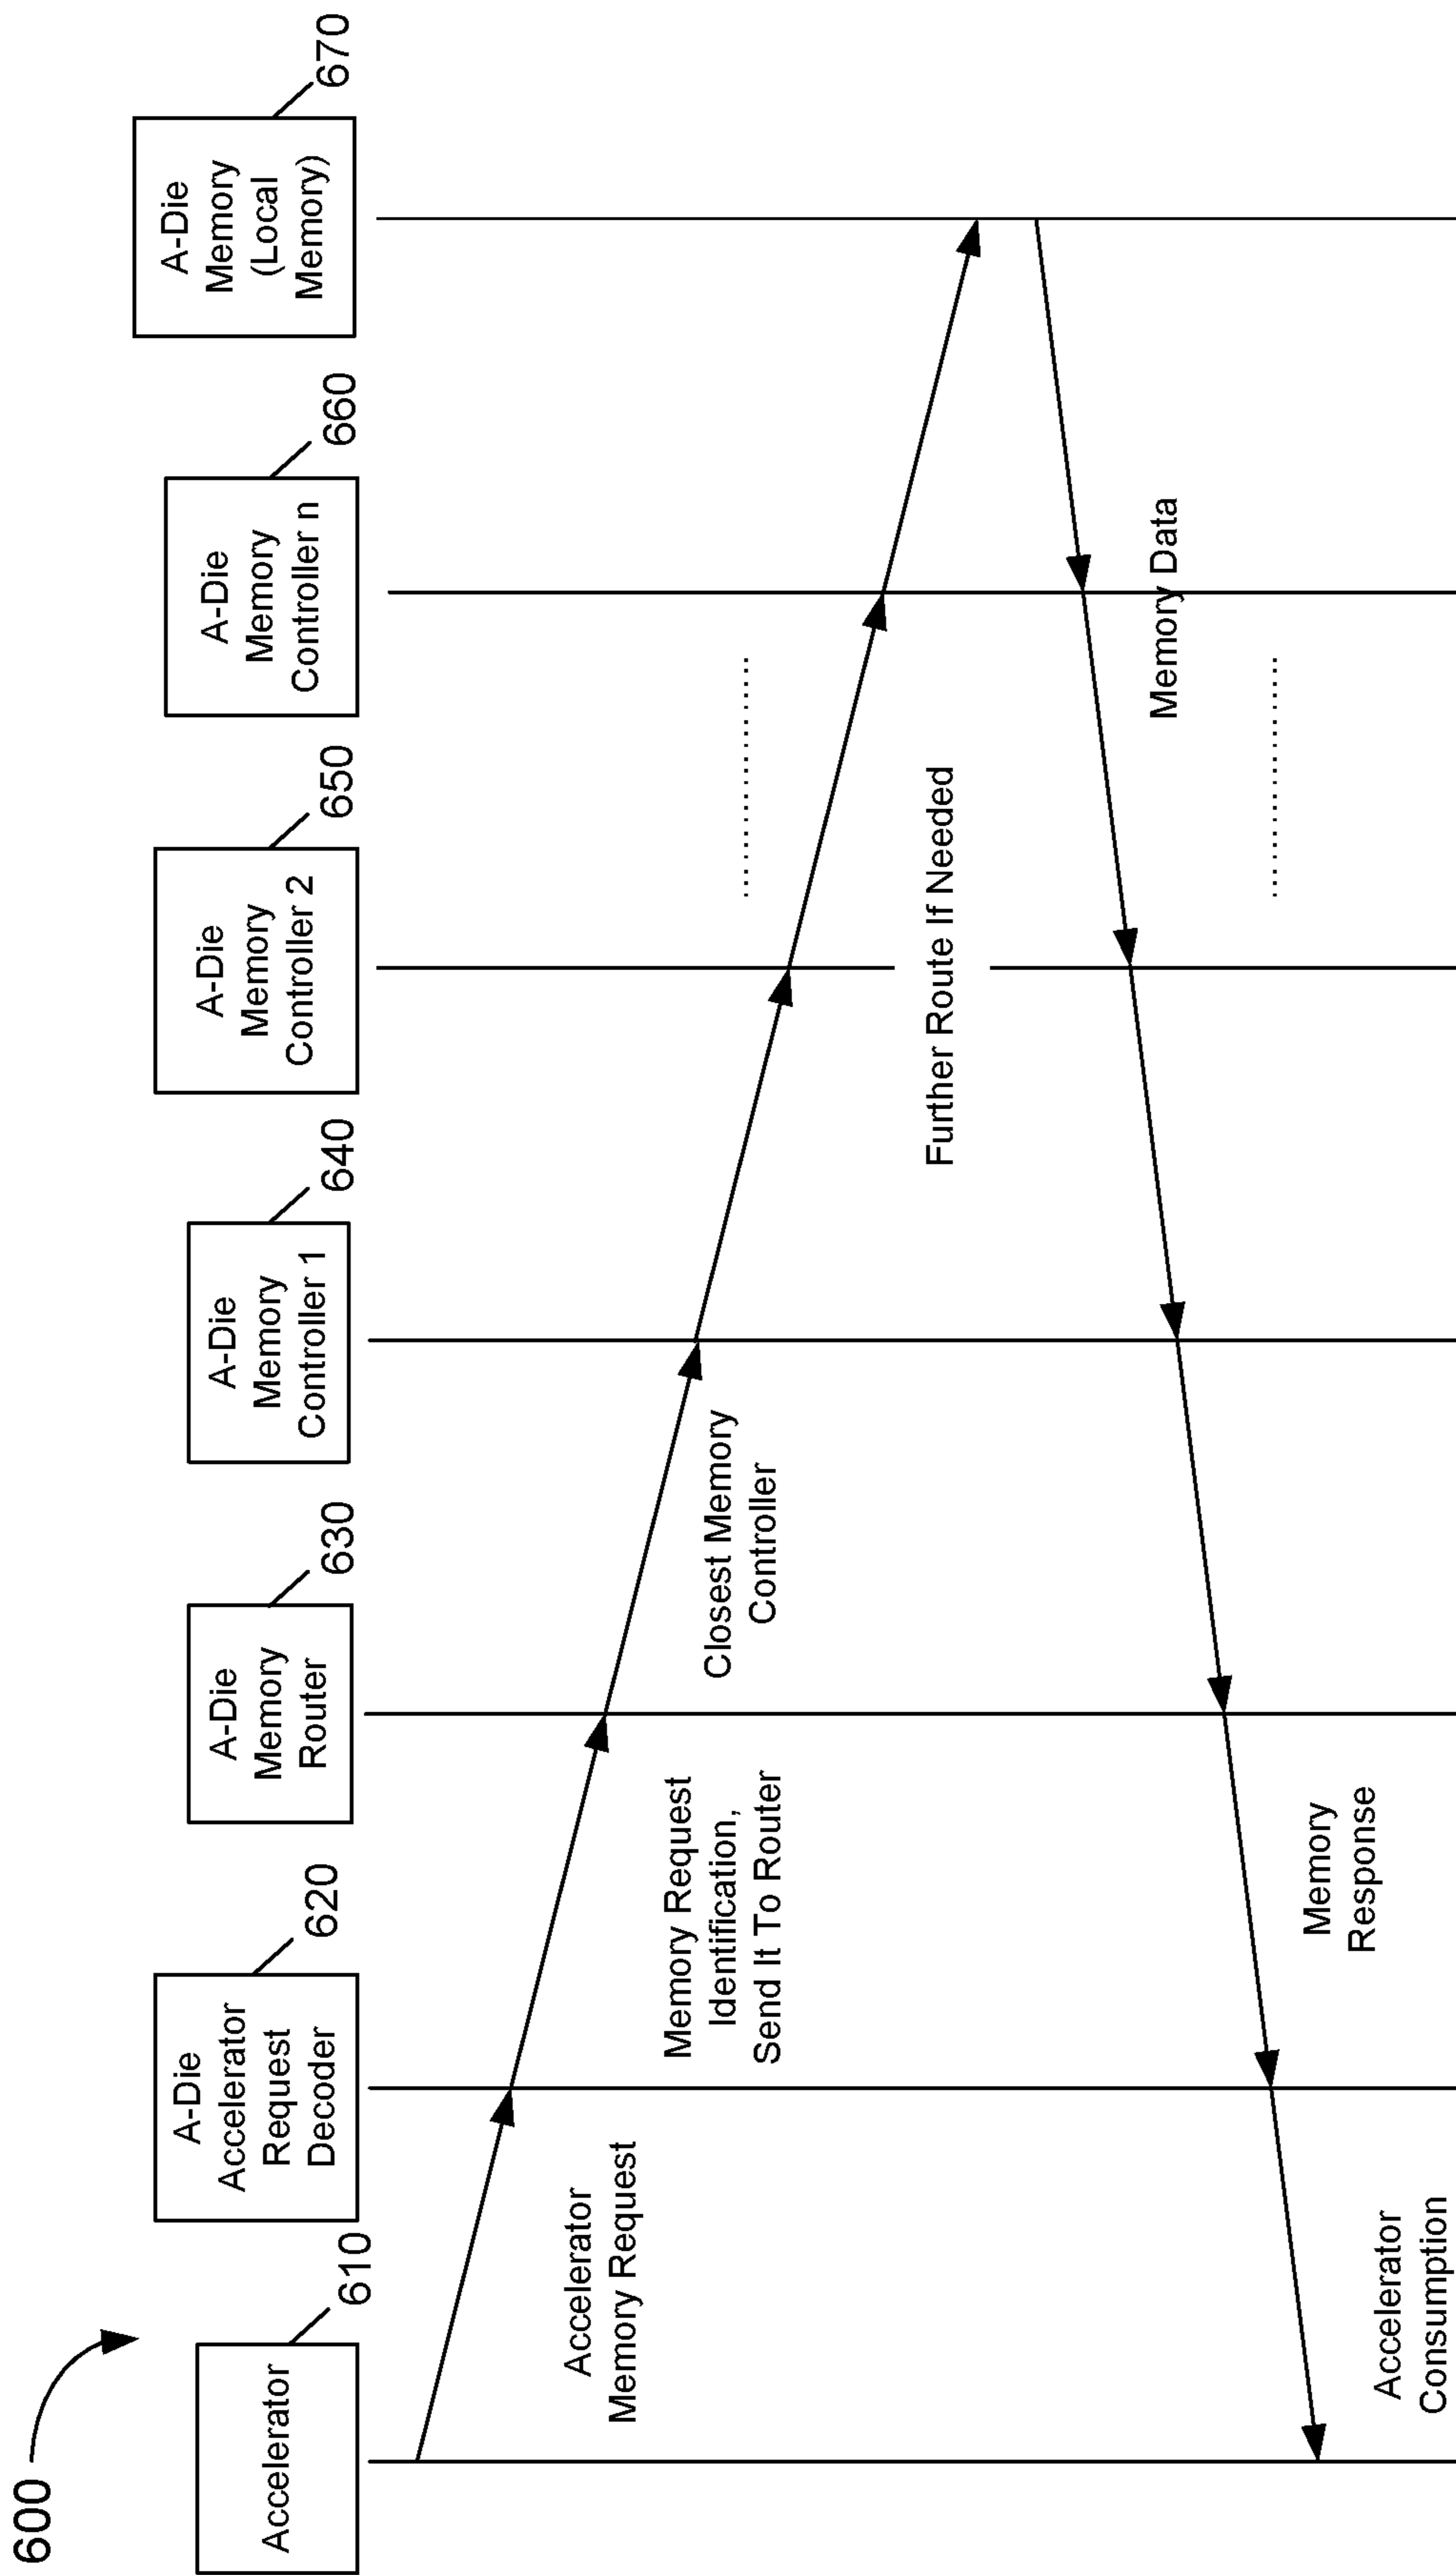 600
Accelerator
610
A-Die
Accelerator
Request
Decoder
620
A-Die
Memory
Router
630
A-Die
Memory
Controller 1
640
A-Die
Memory
Controller 2
650
A-Die
Memory
Controller n
660
A-Die
Memory
(Local
Memory)
670
Accelerator
Memory Request
Memory Request
Identification,
Send It To Router
Closest Memory
Controller
Further Route If Needed
Memory Data
Memory
Response
Accelerator
Consumption